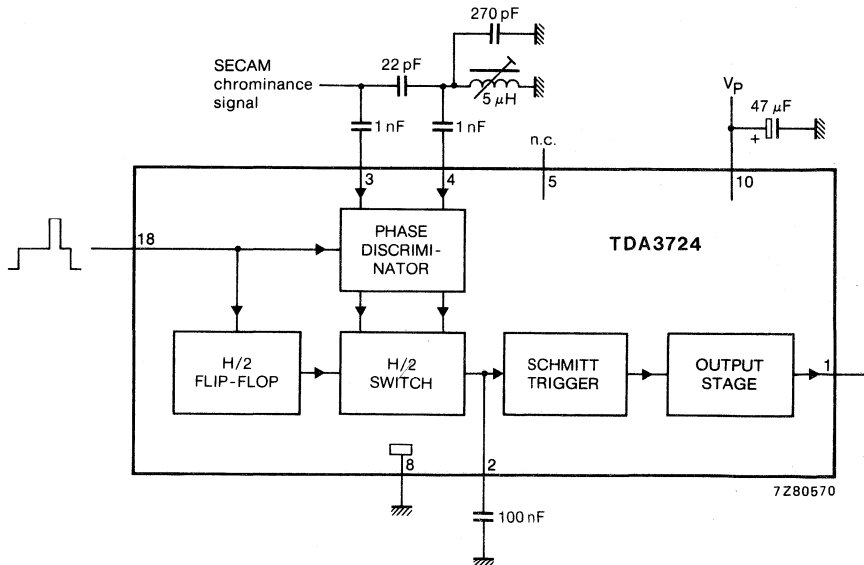 270 pF
SECAM
chrominance
signal
22 pF
5 μH
1 nF
1 nF
VP
47 μF
+
n.c.
3
4
5
10
18
PHASE
DISCRIMI-
NATOR
TDA3724
H/2
FLIP-FLOP
H/2
SWITCH
SCHMITT
TRIGGER
OUTPUT
STAGE
1
8
2
7Z80570
100 nF